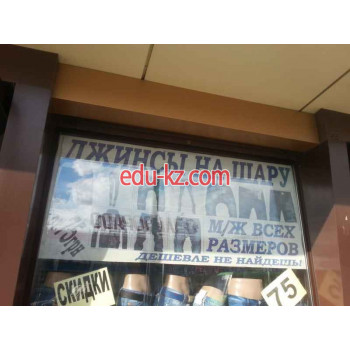 ДЖИНСЫ НА ШАРУ
edu-kz.com
М/Ж ВСЕХ
РАЗМЕРОВ
ДЕШЕВЛЕ НЕ НАЙДЕШЬ!
СКИДКИ
75